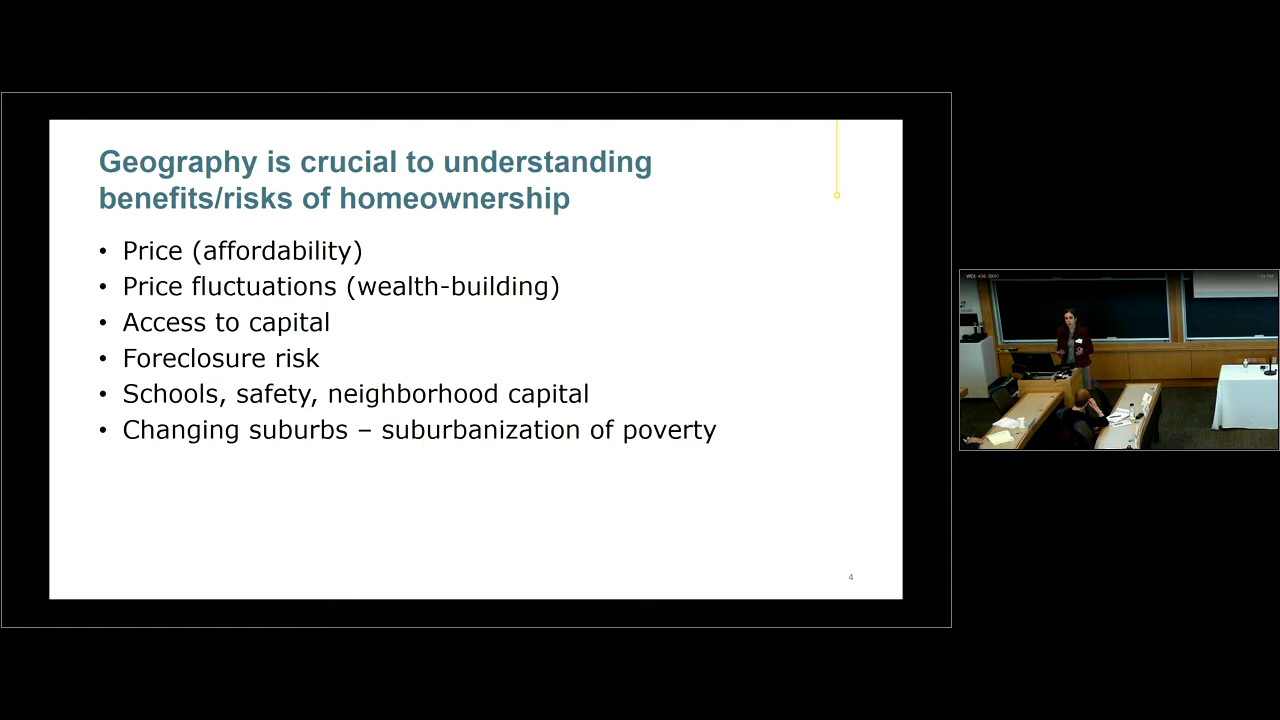 Geography is crucial to understanding
benefits/risks of homeownership
• Price (affordability)
• Price fluctuations (wealth-building)
• Access to capital
• Foreclosure risk
• Schools, safety, neighborhood capital
• Changing suburbs – suburbanization of poverty
4